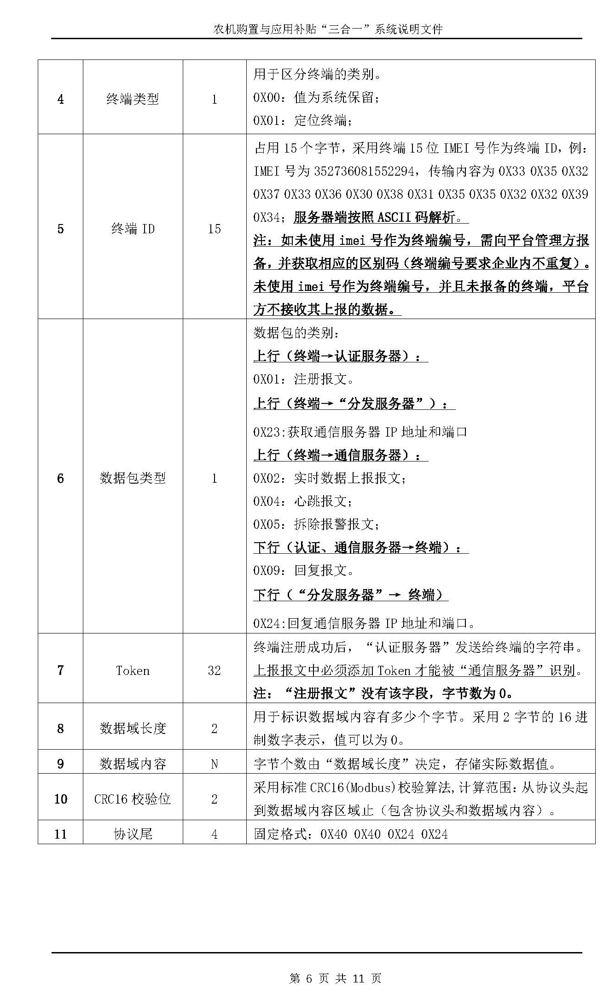 农机购置与应用补贴“三合一”系统说明文件
4 终端类型 1
用于区分终端的类别。
0X00：值为系统保留；
0X01：定位终端；
5 终端 ID 15
占用 15 个字节，采用终端 15 位 IMEI 号作为终端 ID，例：
IMEI 号为 352736081552294，传输内容为 0X33 0X35 0X32
0X37 0X33 0X36 0X30 0X38 0X31 0X35 0X35 0X32 0X32 0X39
0X34；服务器端按照 ASCII 码解析。
注：如未使用 imei 号作为终端编号，需向平台管理方报
备，并获取相应的区别码（终端编号要求企业内不重复）。
未使用 imei 号作为终端编号，并且未报备的终端，平台
方不接收其上报的数据。
6 数据包类型 1
数据包的类别：
上行（终端→认证服务器）：
0X01：注册报文。
上行（终端→“分发服务器”）：
0X23:获取通信服务器 IP 地址和端口
上行（终端→通信服务器）：
0X02：实时数据上报报文；
0X04：心跳报文；
0X05：拆除报警报文；
下行（认证、通信服务器→终端）：
0X09：回复报文。
下行（“分发服务器”→ 终端）
0X24:回复通信服务器 IP 地址和端口。
7 Token 32
终端注册成功后，“认证服务器”发送给终端的字符串。
上报报文中必须添加 Token 才能被“通信服务器”识别。
注：“注册报文”没有该字段，字节数为 0。
8 数据域长度 2
用于标识数据域内容有多少个字节。采用 2 字节的 16 进
制数字表示，值可以为 0。
9 数据域内容 N 字节个数由“数据域长度”决定，存储实际数据值。
10 CRC16 校验位 2
采用标准 CRC16(Modbus)校验算法,计算范围：从协议头起
到数据域内容区域止（包含协议头和数据域内容）。
11 协议尾 4 固定格式：0X40 0X40 0X24 0X24
第 6 页 共 11 页